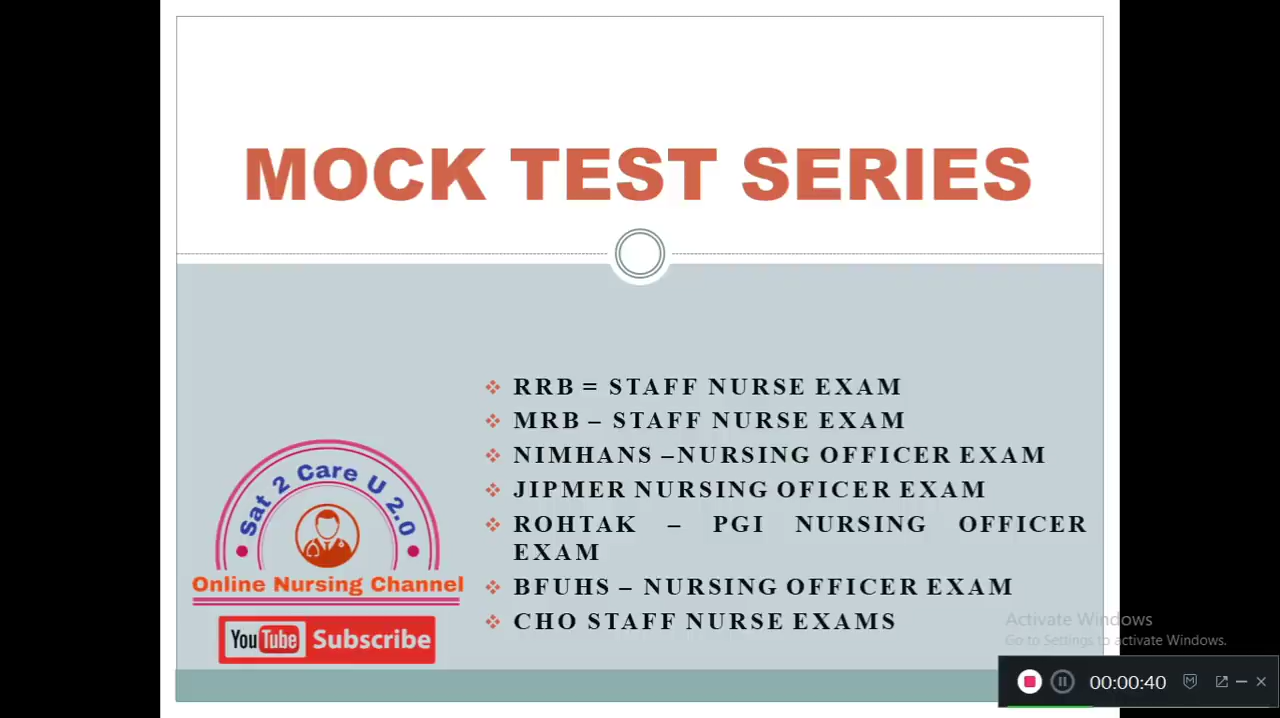 MOCK TEST SERIES
RRB = STAFF NURSE EXAM
MRB – STAFF NURSE EXAM
NIMHANS –NURSING OFFICER EXAM
JIPMER NURSING OFICER EXAM
ROHTAK – PGI NURSING OFFICER
EXAM
BFUHS – NURSING OFFICER EXAM
CHO STAFF NURSE EXAMS
Sat 2 Care U 2.0
Online Nursing Channel
YouTube Subscribe
Activate Windows
Go to Settings to activate Windows.
00:00:40